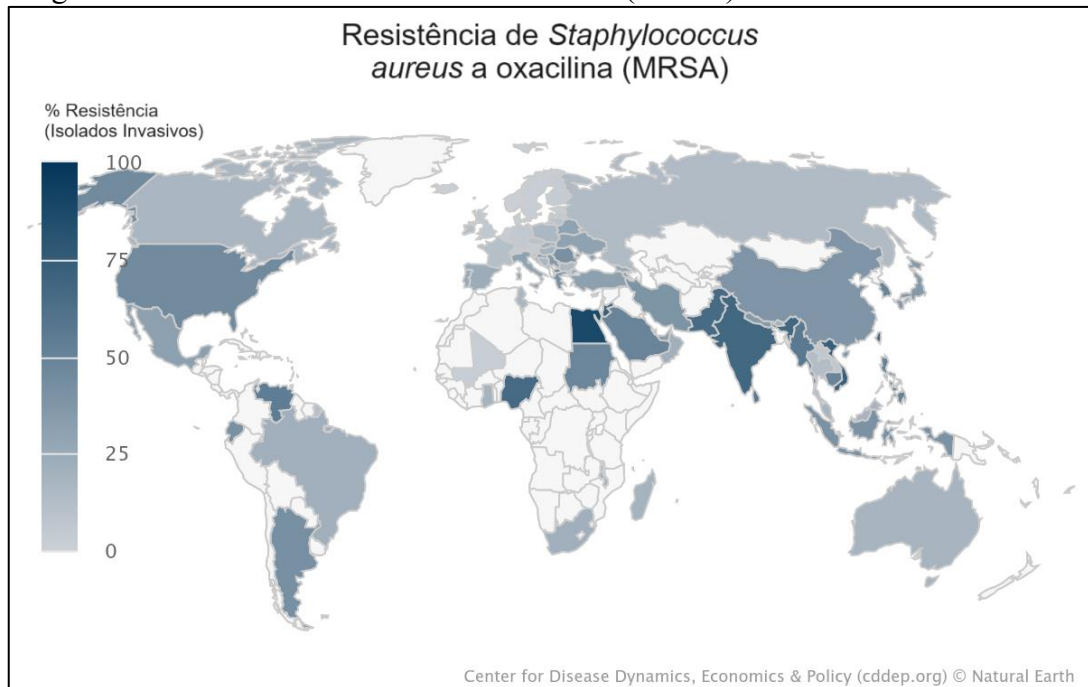 Resistência de Staphylococcus
aureus a oxacilina (MRSA)
% Resistência
(Isolados Invasivos)
100
75
50
25
0
Center for Disease Dynamics, Economics & Policy (cddep.org) © Natural Earth